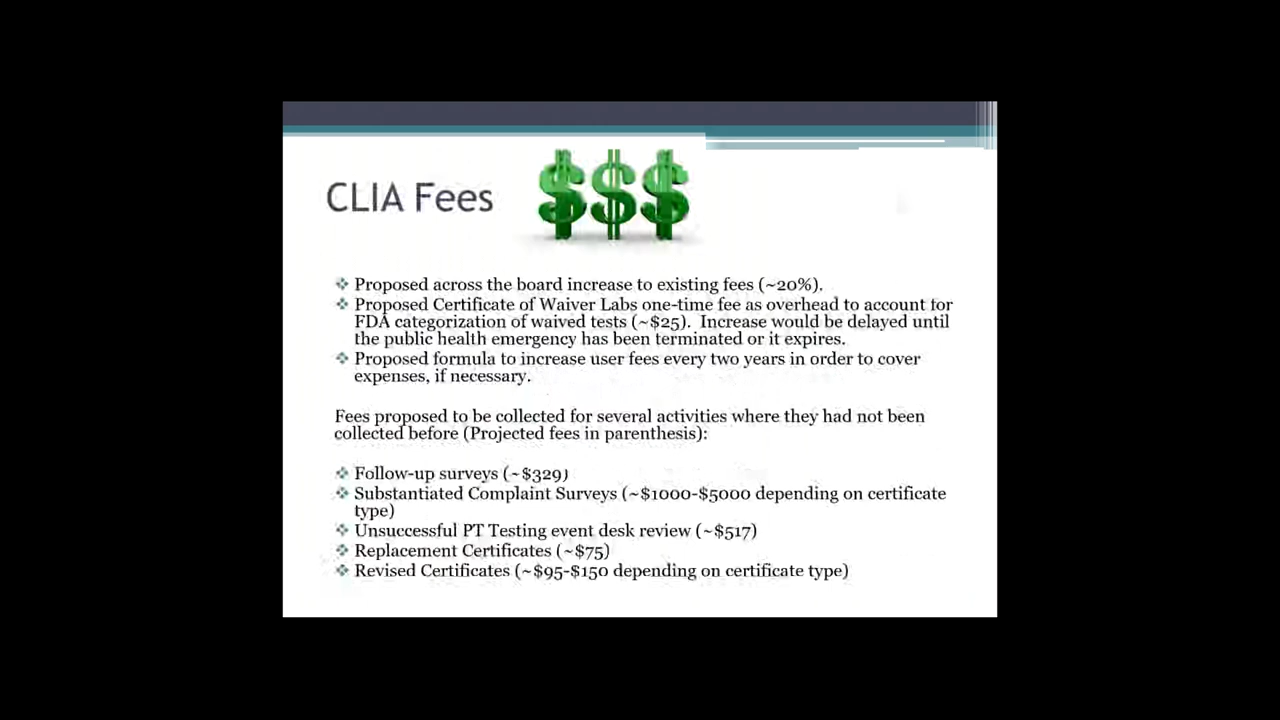 CLIA Fees
$$$
Proposed across the board increase to existing fees (~20%).
Proposed Certificate of Waiver Labs one-time fee as overhead to account for
FDA categorization of waived tests (~$25).  Increase would be delayed until
the public health emergency has been terminated or it expires.
Proposed formula to increase user fees every two years in order to cover
expenses, if necessary.
Fees proposed to be collected for several activities where they had not been
collected before (Projected fees in parenthesis):
Follow-up surveys (~$329)
Substantiated Complaint Surveys (~$1000-$5000 depending on certificate
type)
Unsuccessful PT Testing event desk review (~$517)
Replacement Certificates (~$75)
Revised Certificates (~$95-$150 depending on certificate type)